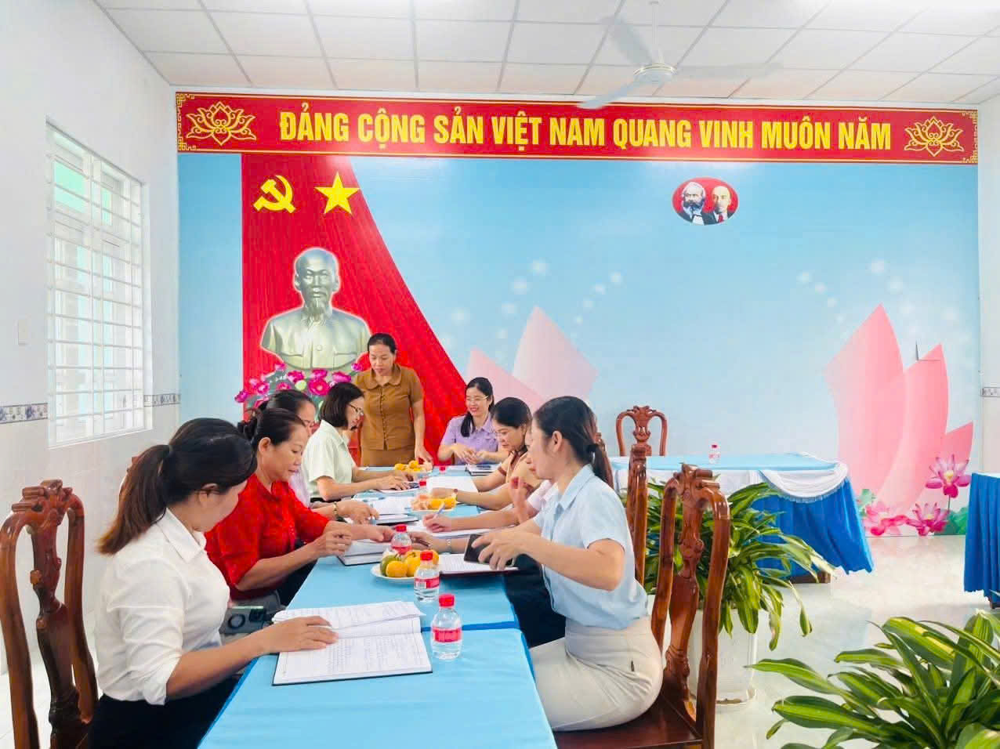 ĐẢNG CỘNG SẢN VIỆT NAM QUANG VINH MUÔN NĂM